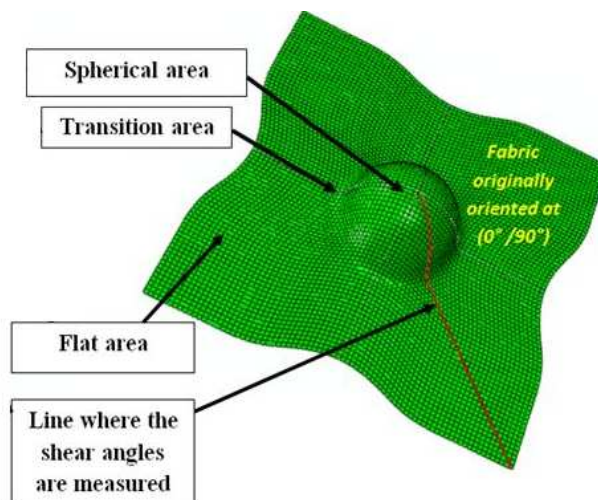 Spherical area
Transition area
Fabric
originally
oriented at
(0° /90°)
Flat area
Line where the
shear angles
are measured